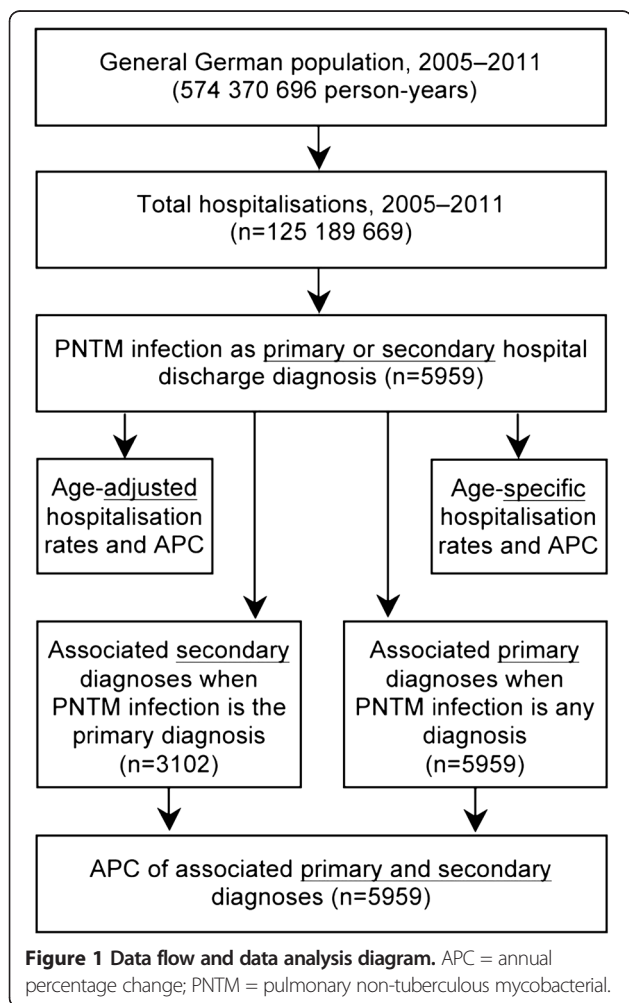 General German population, 2005–2011
(574 370 696 person-years)
Total hospitalisations, 2005–2011
(n=125 189 669)
PNTM infection as primary or secondary hospital
discharge diagnosis (n=5959)
Age-adjusted
hospitalisation
rates and APC
Age-specific
hospitalisation
rates and APC
Associated secondary
diagnoses when
PNTM infection is the
primary diagnosis
(n=3102)
Associated primary
diagnoses when
PNTM infection is any
diagnosis
(n=5959)
APC of associated primary and secondary
diagnoses (n=5959)
Figure 1 Data flow and data analysis diagram. APC = annual
percentage change; PNTM = pulmonary non-tuberculous mycobacterial.